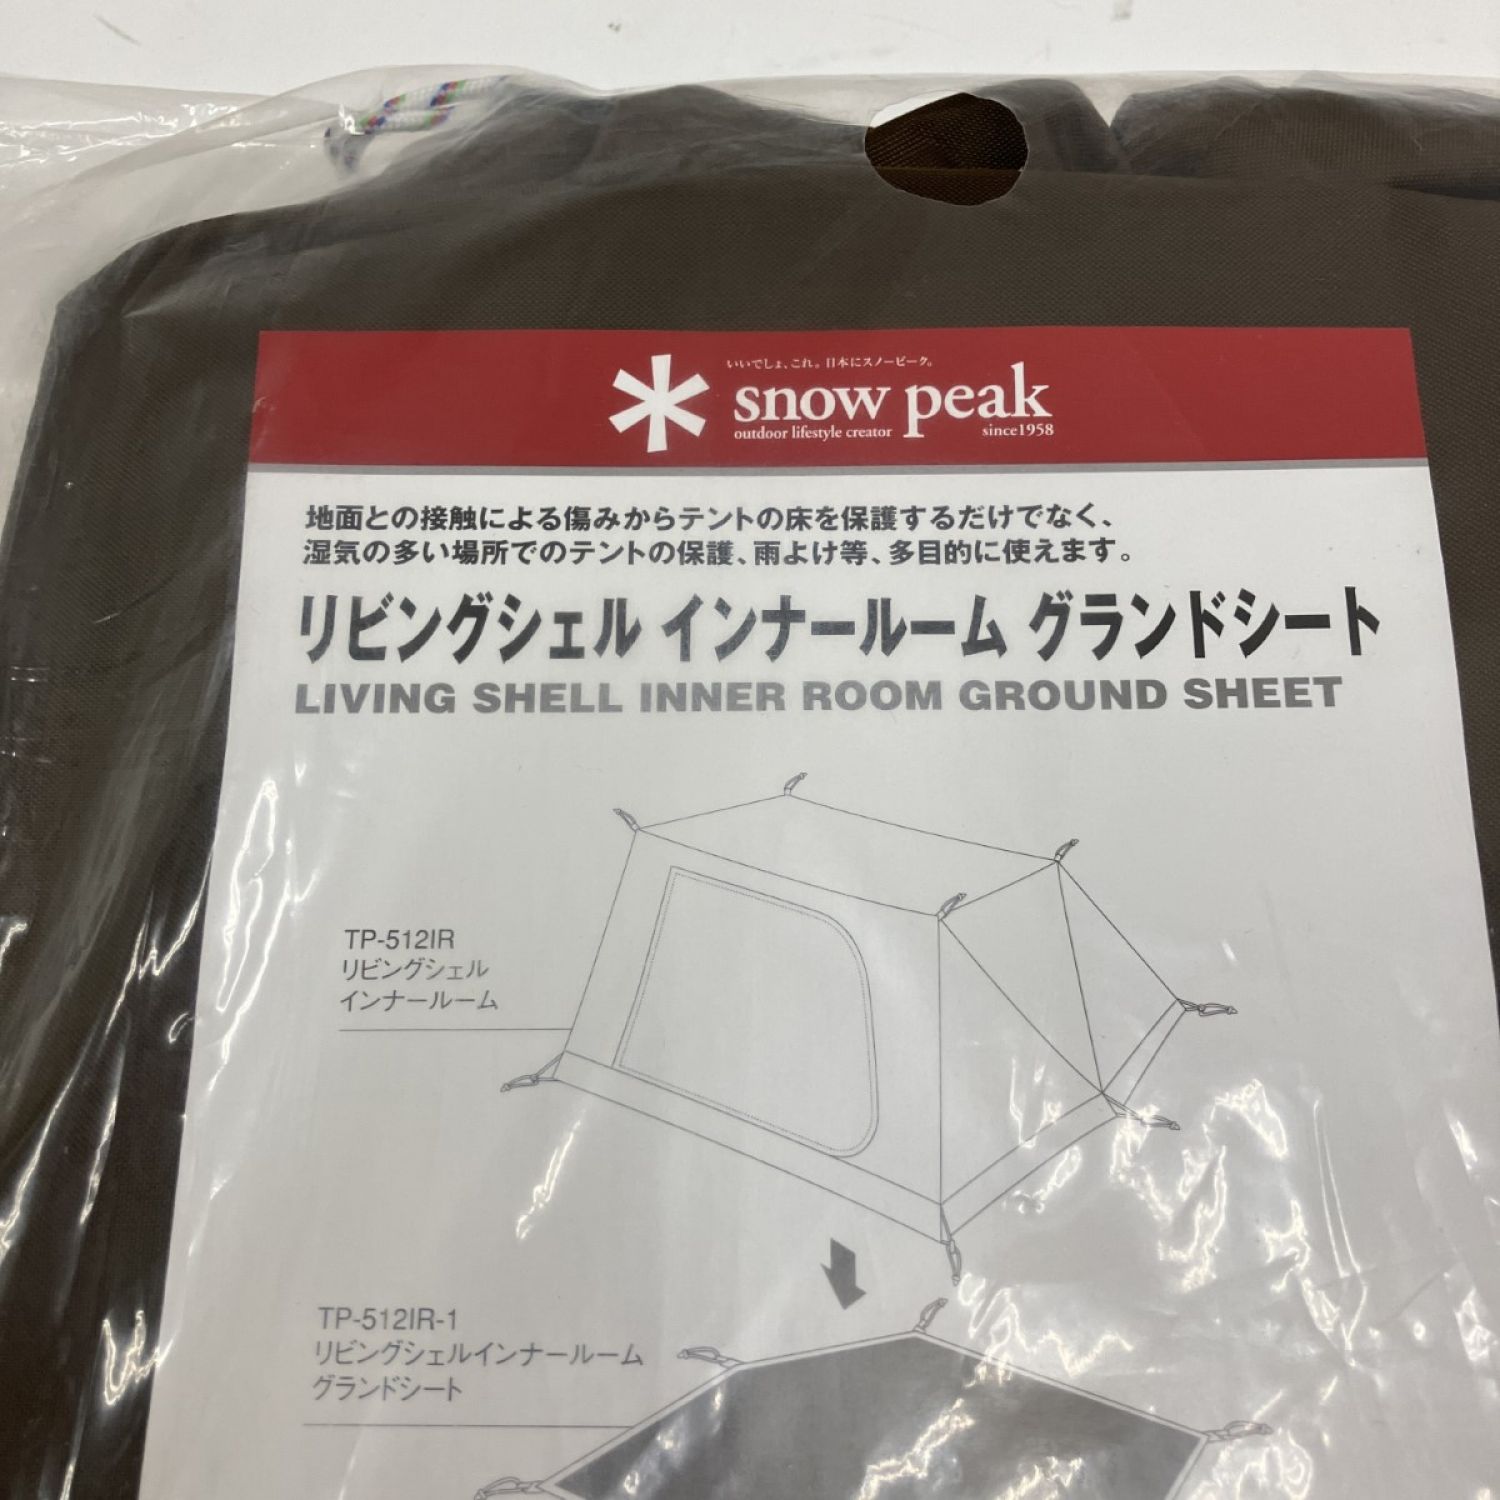 いいでしょ、これ。日本にスノーピーク。
snow peak
outdoor lifestyle creator since1958
地面との接触による傷みからテントの床を保護するだけでなく、
湿気の多い場所でのテントの保護、雨よけ等、多目的に使えます。
リビングシェル インナールーム グランドシート
LIVING SHELL INNER ROOM GROUND SHEET
TP-512IR
リビングシェル
インナールーム
TP-512IR-1
リビングシェルインナールーム
グランドシート